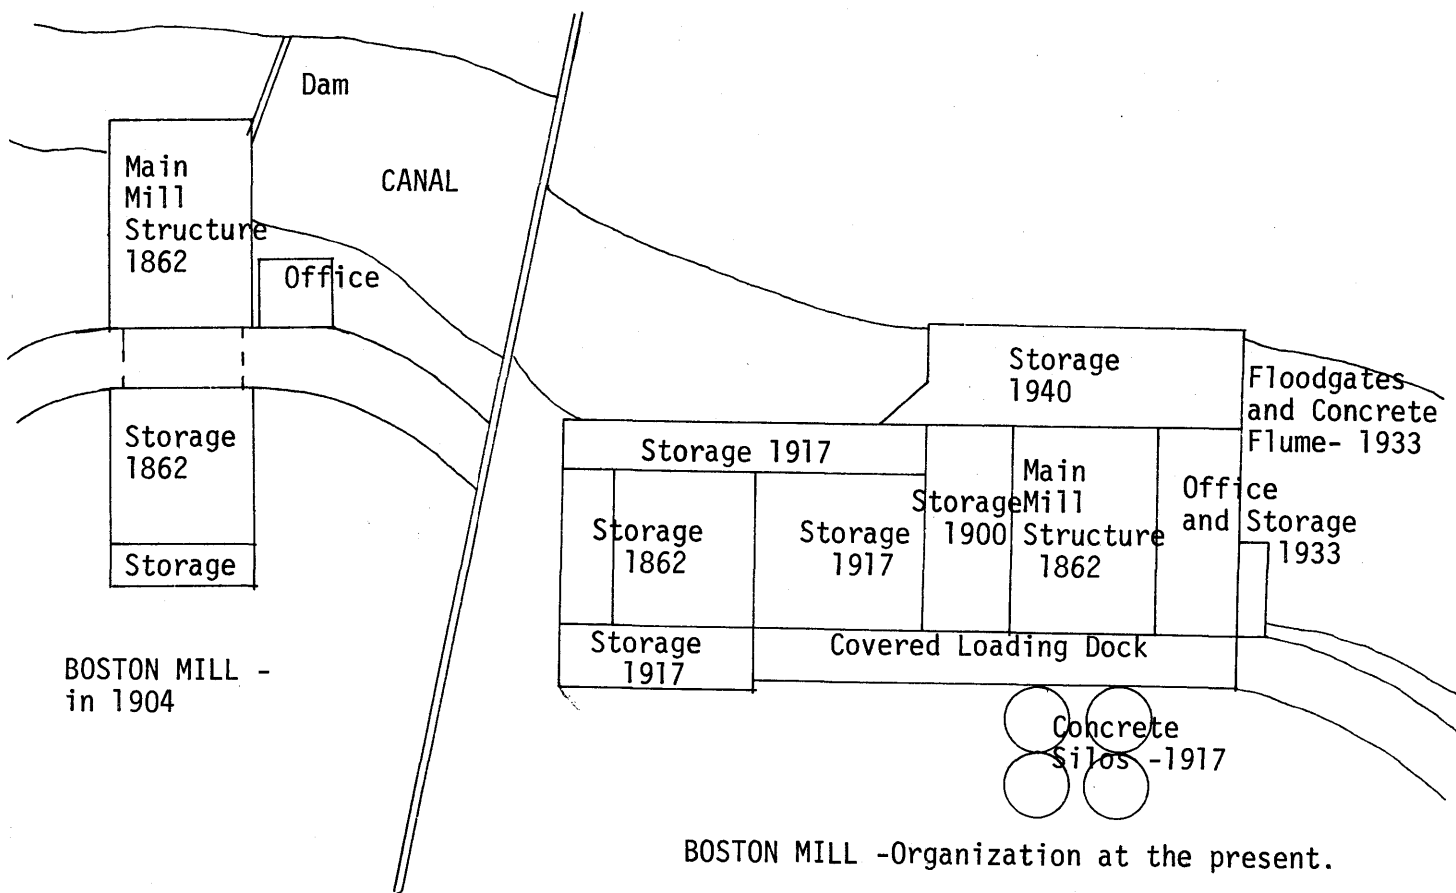 Dam
CANAL
Main
Mill
Structure
1862
Office
Storage
1862
Storage
BOSTON MILL -
in 1904
Storage
1940
Floodgates
and Concrete
Flume- 1933
Storage 1917
Storage
1862
Storage
1917
Storage
1900
Main
Mill
Structure
1862
Office
and Storage
1933
Storage
1917
Covered Loading Dock
Concrete
Silos -1917
BOSTON MILL -Organization at the present.